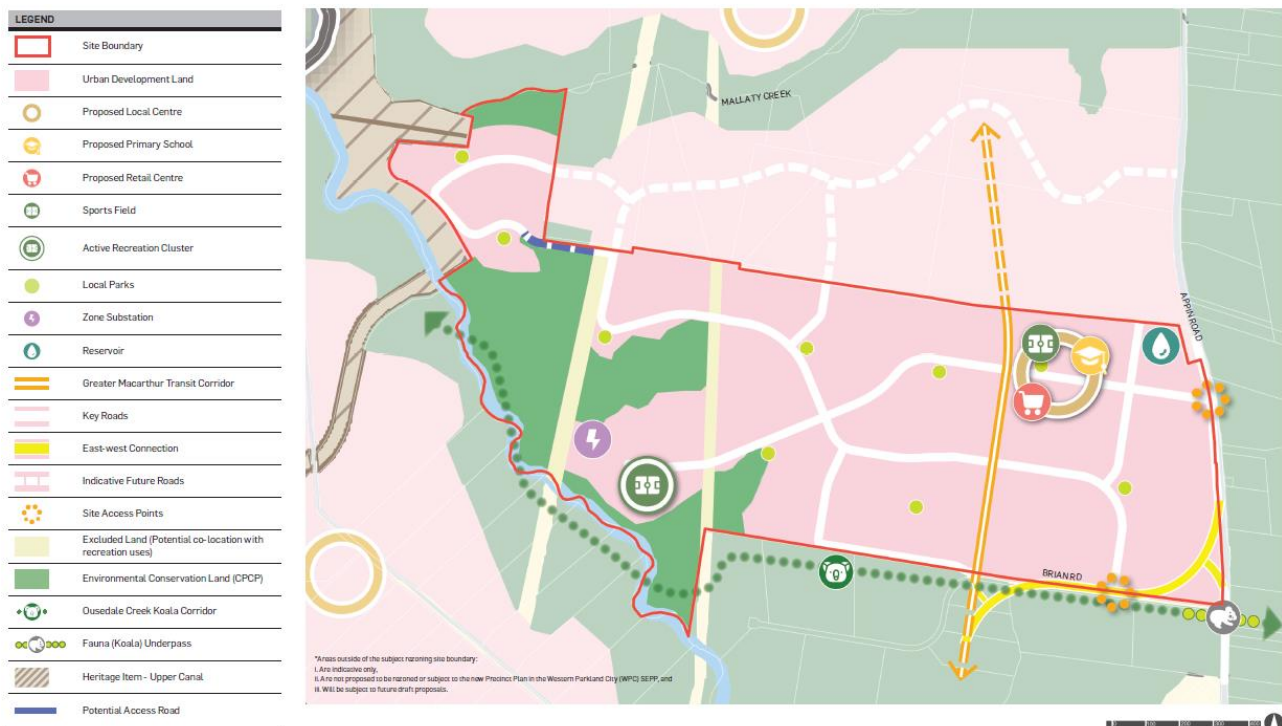 LEGEND
Site Boundary
Urban Development Land
Proposed Local Centre
Proposed Primary School
Proposed Retail Centre
Sports Field
Active Recreation Cluster
Local Parks
Zone Substation
Reservoir
Greater Macarthur Transit Corridor
Key Roads
East-west Connection
Indicative Future Roads
Site Access Points
Excluded Land (Potential co-location with
recreation uses)
Environmental Conservation Land (CPCP)
Ousedale Creek Koala Corridor
Fauna (Koala) Underpass
Heritage Item - Upper Canal
Potential Access Road
MALLATY CREEK
APPIN ROAD
BRIAN RD
*Areas outside of the subject rezoning site boundary:
i. Are indicative only,
ii. Are not proposed to be rezoned or subject to the new Precinct Plan in the Western Parkland City (WPC) SEPP, and
iii. Will be subject to future draft proposals.
0 100 200 300